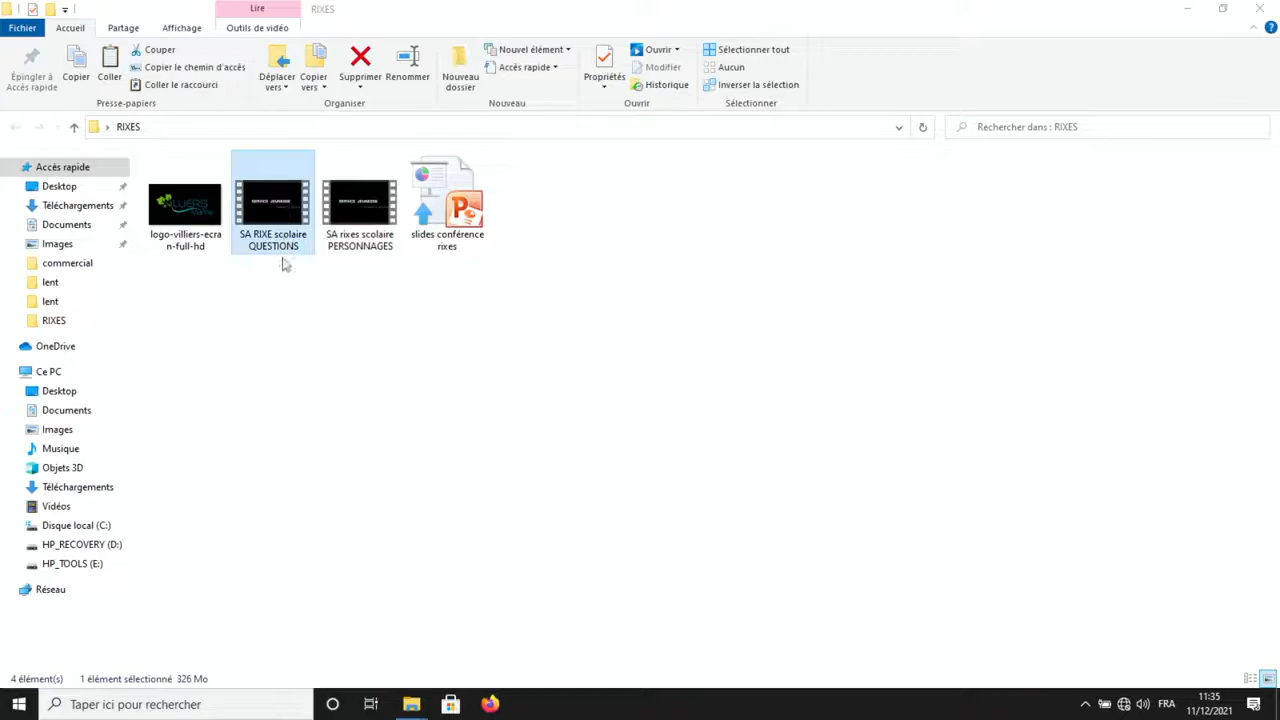 Lire
RIXES
Fichier
Accueil
Partage
Affichage
Outils de vidéo
Épingler à
Accès rapide
Copier
Coller
Couper
Copier le chemin d'accès
Coller le raccourci
Presse-papiers
Déplacer
vers
Copier
vers
Supprimer
Renommer
Organiser
Nouveau
dossier
Nouvel élément
Accès rapide
Nouveau
Propriétés
Ouvrir
Modifier
Historique
Ouvrir
Sélectionner tout
Aucun
Inverser la sélection
Sélectionner
RIXES
Rechercher dans : RIXES
Accès rapide
Desktop
Téléchargements
Documents
Images
commercial
lent
lent
RIXES
OneDrive
Ce PC
Desktop
Documents
Images
Musique
Objets 3D
Téléchargements
Vidéos
Disque local (C:)
HP_RECOVERY (D:)
HP_TOOLS (E:)
Réseau
logo-villiers-ecra
n-full-hd
SERVICE JEUNESSE
SA RIXE scolaire
QUESTIONS
SERVICE JEUNESSE
SA rixes scolaire
PERSONNAGES
slides conférence
rixes
4 élément(s) 1 élément sélectionné 326 Mo
Taper ici pour rechercher
FRA
11:35
11/12/2021